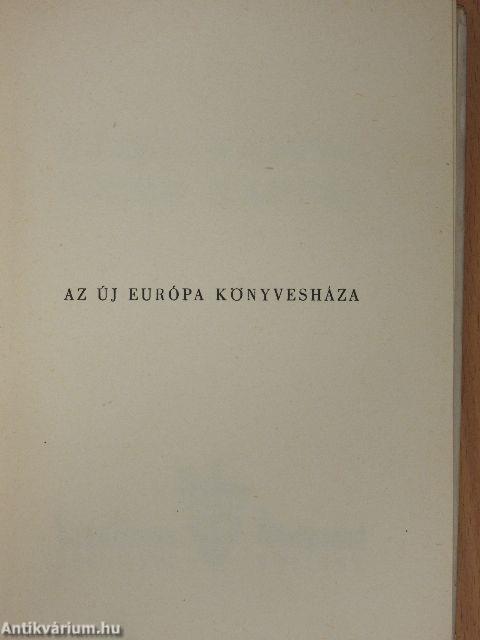 AZ ÚJ EURÓPA KÖNYVESHÁZA
Antikvárium.hu